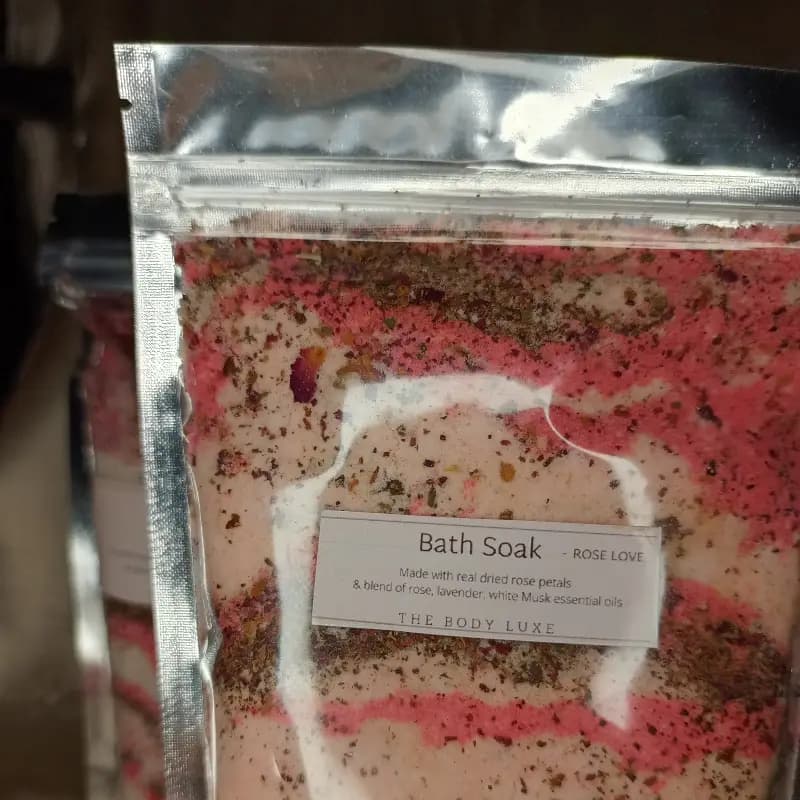 Bath Soak - ROSE LOVE
Made with real dried rose petals
& blend of rose, lavender, white Musk essential oils
THE BODY LUXE